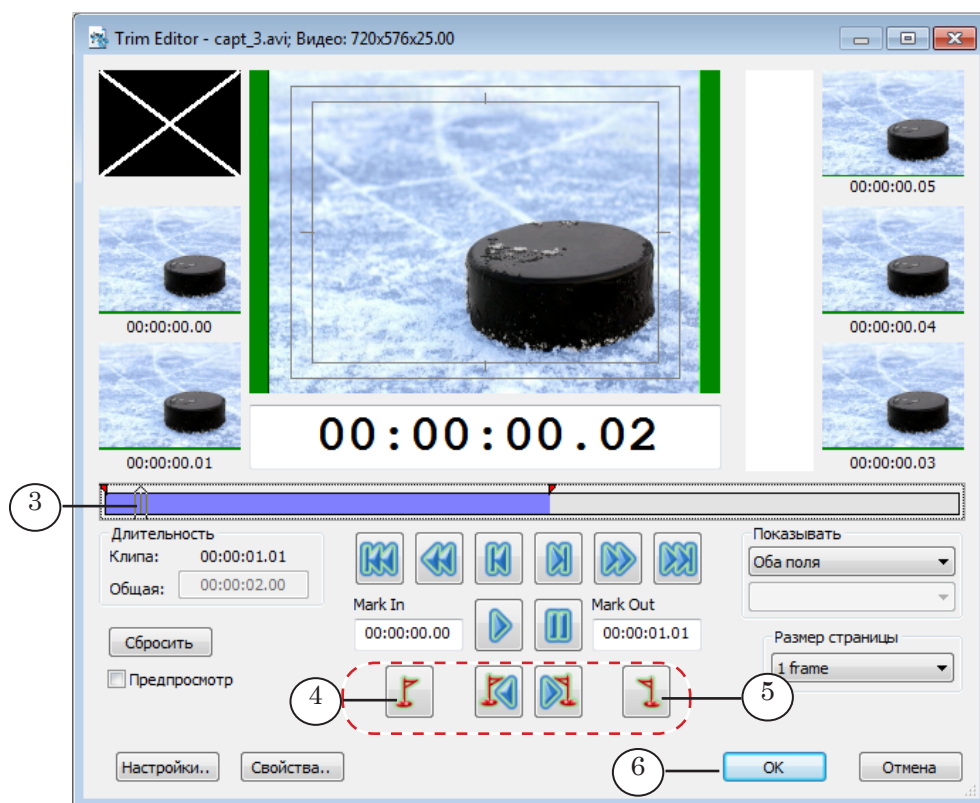 Trim Editor - capt_3.avi; Видео: 720x576x25.00
00:00:00.05
00:00:00.00
00:00:00.04
00:00:00.01
00:00:00.02
00:00:00.03
3
Длительность
Клипа: 00:00:01.01
Общая: 00:00:02.00
Показывать
Оба поля
Mark In
Mark Out
00:00:00.00
00:00:01.01
Сбросить
Размер страницы
1 frame
Предпросмотр
4
5
Настройки..
Свойства..
6
OK
Отмена